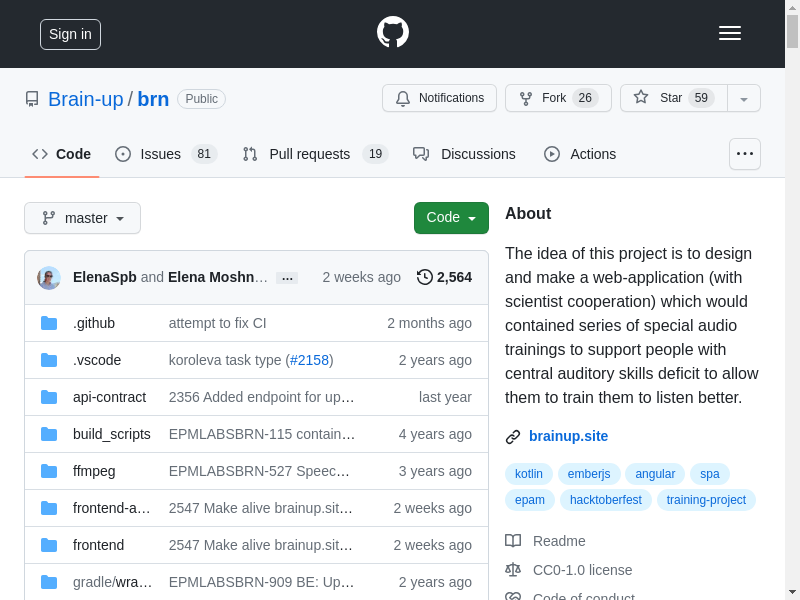 Sign in
Brain-up / brn Public
Notifications
Fork 26
Star 59
Code
Issues 81
Pull requests 19
Discussions
Actions
master
Code
ElenaSpb and Elena Moshn… … 2 weeks ago 2,564
.github attempt to fix CI 2 months ago
.vscode koroleva task type (#2158) 2 years ago
api-contract 2356 Added endpoint for up… last year
build_scripts EPMLABSBRN-115 contain… 4 years ago
ffmpeg EPMLABSBRN-527 Speec… 3 years ago
frontend-a… 2547 Make alive brainup.sit… 2 weeks ago
frontend 2547 Make alive brainup.sit… 2 weeks ago
gradle/wra… EPMLABSBRN-909 BE: Up… 2 years ago
About
The idea of this project is to design
and make a web-application (with
scientist cooperation) which would
contained series of special audio
trainings to support people with
central auditory skills deficit to allow
them to train them to listen better.
brainup.site
kotlin emberjs angular spa
epam hacktoberfest training-project
Readme
CC0-1.0 license
Code of conduct